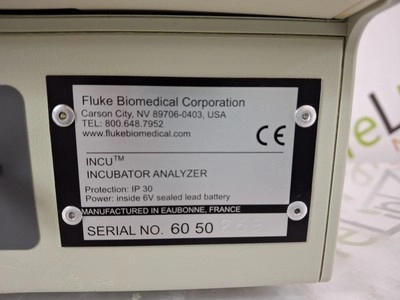 Fluke Biomedical Corporation
Carson City, NV 89706-0403, USA
TEL: 800.648.7952
www.flukebiomedical.com
CE
INCU™
INCUBATOR ANALYZER
Protection: IP 30
Power: inside 6V sealed lead battery
MANUFACTURED IN EAUBONNE, FRANCE
SERIAL NO. 60 50